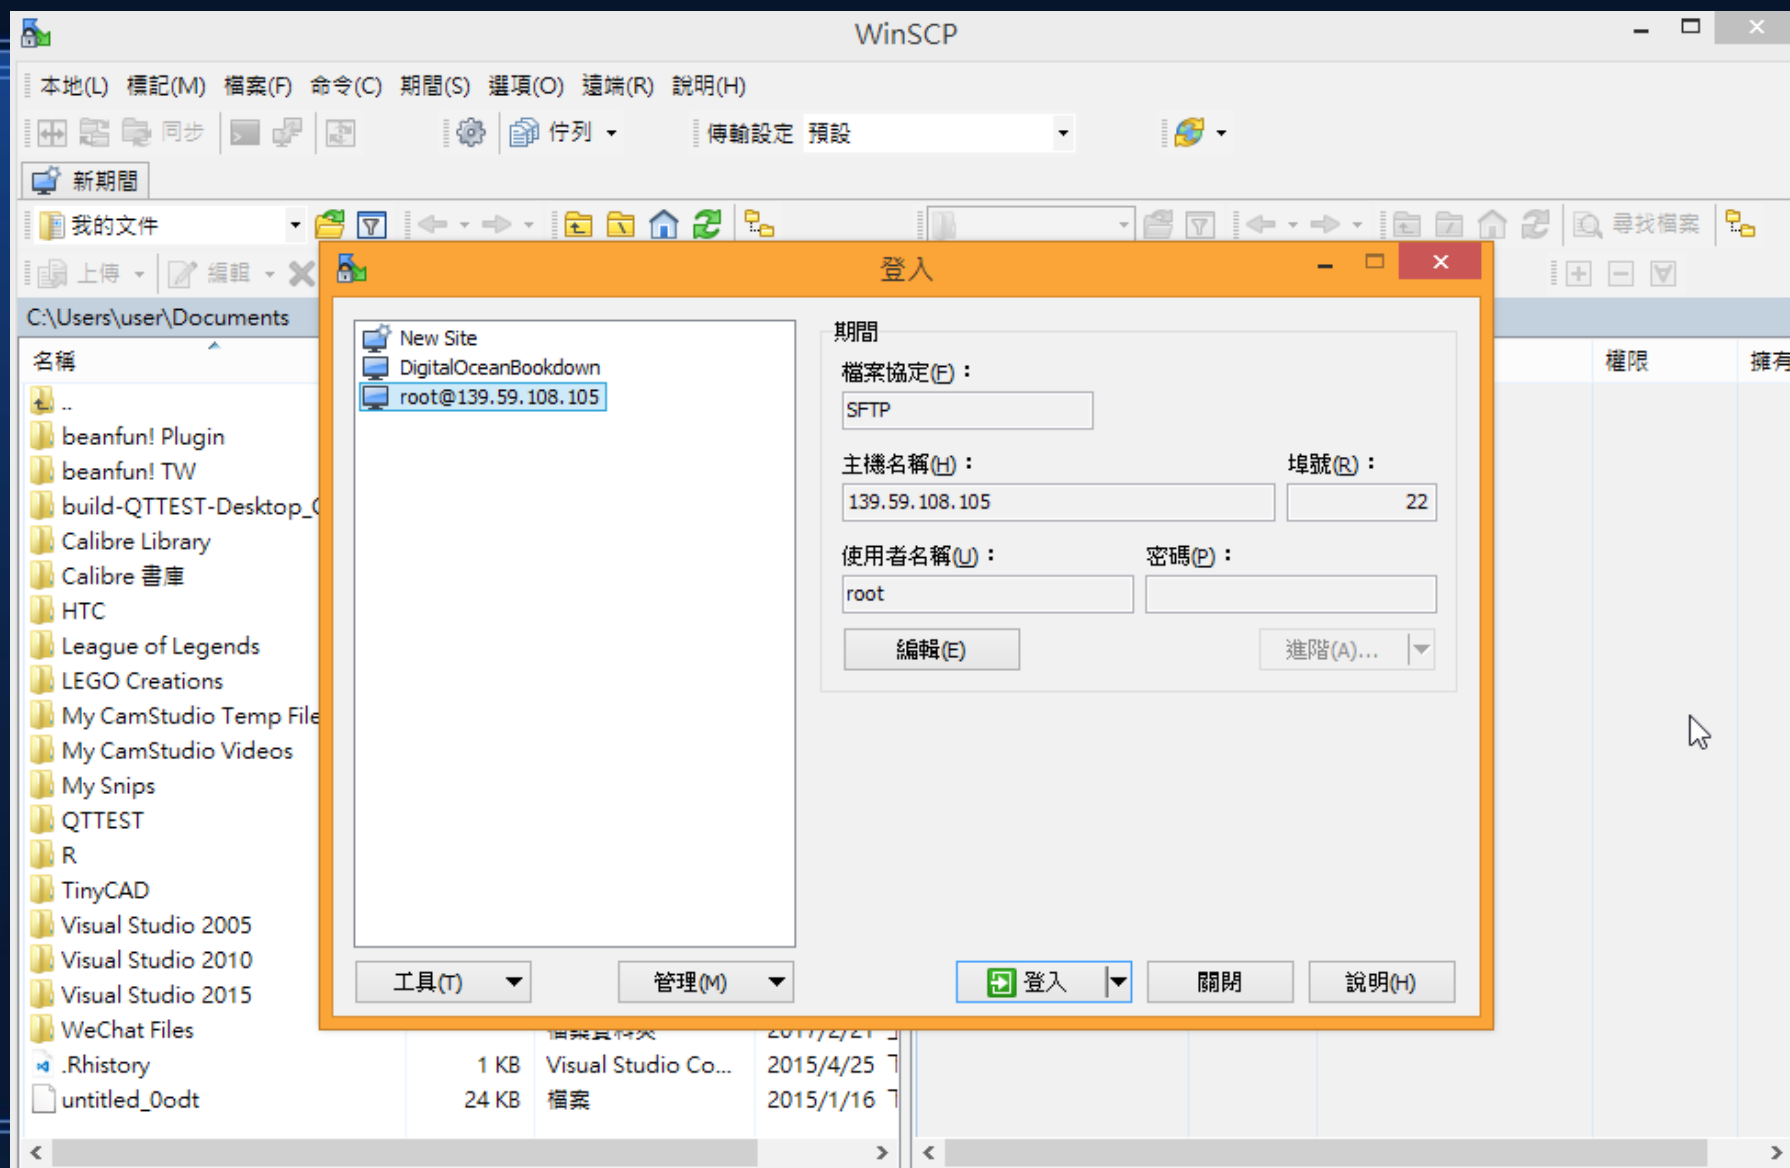 WinSCP
本地(L) 標記(M) 檔案(F) 命令(C) 期間(S) 選項(O) 遠端(R) 說明(H)
同步 佇列 傳輸設定 預設
新期間
我的文件 尋找檔案
上傳 編輯
C:\Users\user\Documents
名稱 權限
..
beanfun! Plugin
beanfun! TW
build-QTTEST-Desktop_
Calibre Library
Calibre 書庫
HTC
League of Legends
LEGO Creations
My CamStudio Temp File
My CamStudio Videos
My Snips
QTTEST
R
TinyCAD
Visual Studio 2005
Visual Studio 2010
Visual Studio 2015
WeChat Files
.Rhistory 1 KB Visual Studio Co... 2015/4/25
untitled_0odt 24 KB 檔案 2015/1/16
登入
New Site
DigitalOceanBookdown
root@139.59.108.105
期間
檔案協定(F)：
SFTP
主機名稱(H)： 埠號(R)：
139.59.108.105 22
使用者名稱(U)： 密碼(P)：
root
編輯(E) 進階(A)...
工具(T) 管理(M) 登入 關閉 說明(H)